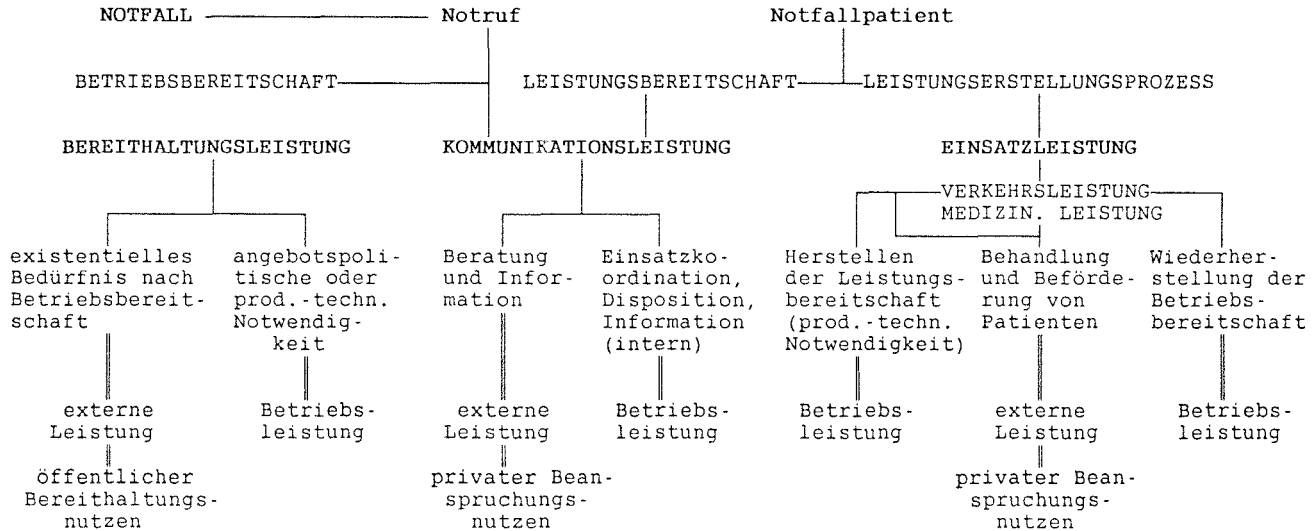 NOTFALL Notruf Notfallpatient
BETRIEBSBEREITSCHAFT LEISTUNGSBEREITSCHAFT LEISTUNGSERSTELLUNGSPROZESS
BEREITHALTUNGSLEISTUNG KOMMUNIKATIONSLEISTUNG EINSATZLEISTUNG
VERKEHRSLEISTUNG
MEDIZIN. LEISTUNG
existentielles
Bedürfnis nach
Betriebsbereit-
schaft
angebotspoli-
tische oder
prod.-techn.
Notwendig-
keit
Beratung
und Infor-
mation
Einsatzko-
ordination,
Disposition,
Information
(intern)
Herstellen
der Leistungs-
bereitschaft
(prod.-techn.
Notwendigkeit)
Behandlung
und Beförde-
rung von
Patienten
Wiederher-
stellung der
Betriebs-
bereitschaft
externe
Leistung
Betriebs-
leistung
externe
Leistung
Betriebs-
leistung
Betriebs-
leistung
externe
Leistung
Betriebs-
leistung
öffentlicher
Bereithaltungs-
nutzen
privater Bean-
spruchungs-
nutzen
privater Bean-
spruchungs-
nutzen